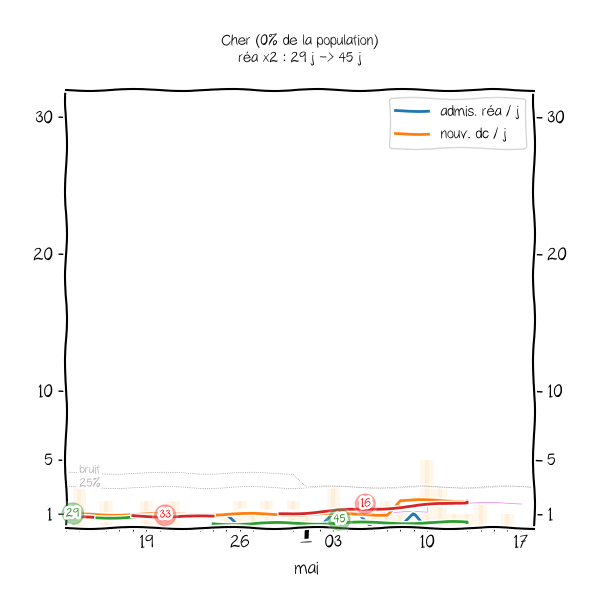 Cher (0% de la population)
réa x2 : 29 j -> 45 j
admis. réa / j
nouv. dc / j
30 30
20 20
10 10
5 5
bruit
25%
1 1
29 33 45 16
19 26 1 03 10 17
mai